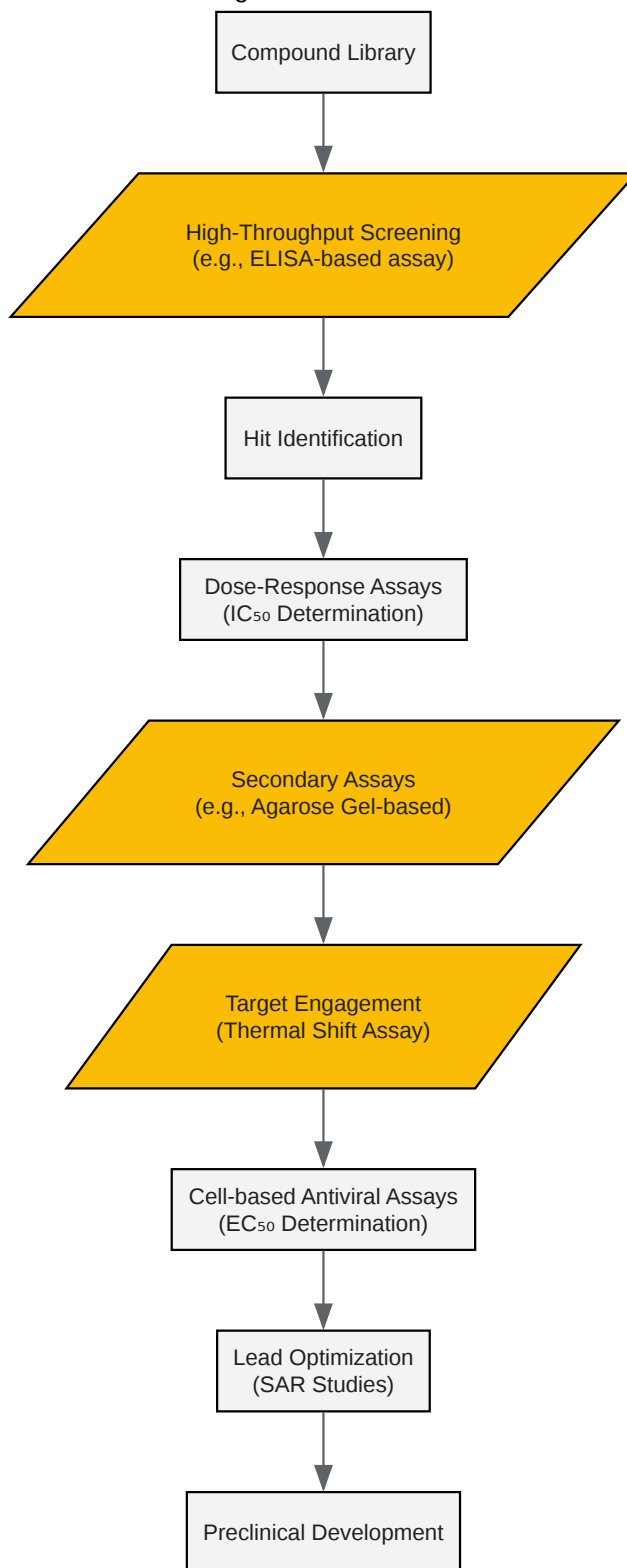 Compound Library
High-Throughput Screening
(e.g., ELISA-based assay)
Hit Identification
Dose-Response Assays
(IC₅₀ Determination)
Secondary Assays
(e.g., Agarose Gel-based)
Target Engagement
(Thermal Shift Assay)
Cell-based Antiviral Assays
(EC₅₀ Determination)
Lead Optimization
(SAR Studies)
Preclinical Development